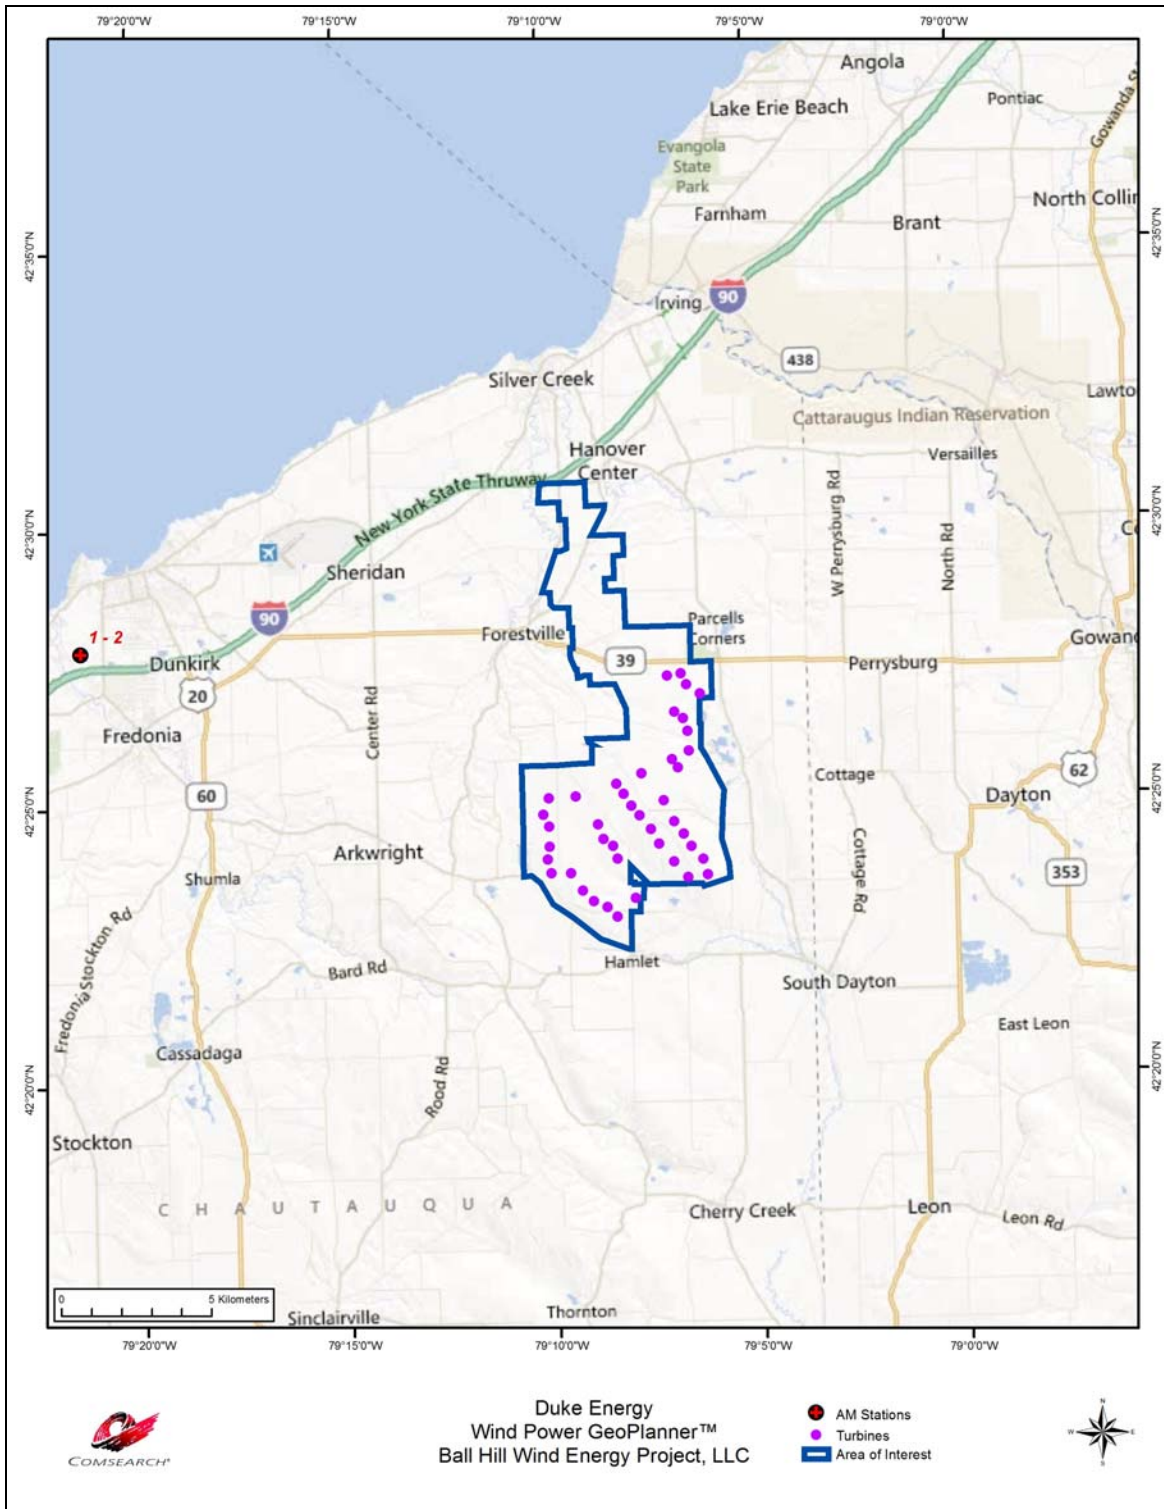 79°20'0"W 79°15'0"W 79°10'0"W 79°5'0"W 79°0'0"W
Angola
Pontiac
Lake Erie Beach
Gowanda
Evangola
State
Park
North Collin
Farnham
Brant
42°35'0"N
42°35'0"N
Irving
90
438
Silver Creek
Lawto
Cattaraugus Indian Reservation
Hanover
Center
Versailles
New York State Thruway
W Perrysburg Rd
North Rd
42°30'0"N
42°30'0"N
Sheridan
90
1 - 2
Parcells
Corners
Forestville
Gowand
39
Dunkirk
Perrysburg
20
Center Rd
Fredonia
62
Cottage
60
Dayton
42°25'0"N
42°25'0"N
Arkwright
Cottage Rd
353
Shumla
Fredonia Stockton Rd
Bard Rd
Hamlet
South Dayton
East Leon
Cassadaga
Rood Rd
42°20'0"N
42°20'0"N
Stockton
CHAUTAUQUA
Cherry Creek
Leon
Leon Rd
0 5 Kilometers
Sinclairville
Thornton
79°20'0"W 79°15'0"W 79°10'0"W 79°5'0"W 79°0'0"W
COMSEARCH®
Duke Energy
Wind Power GeoPlanner™
Ball Hill Wind Energy Project, LLC
AM Stations
Turbines
Area of Interest
N
W E
S